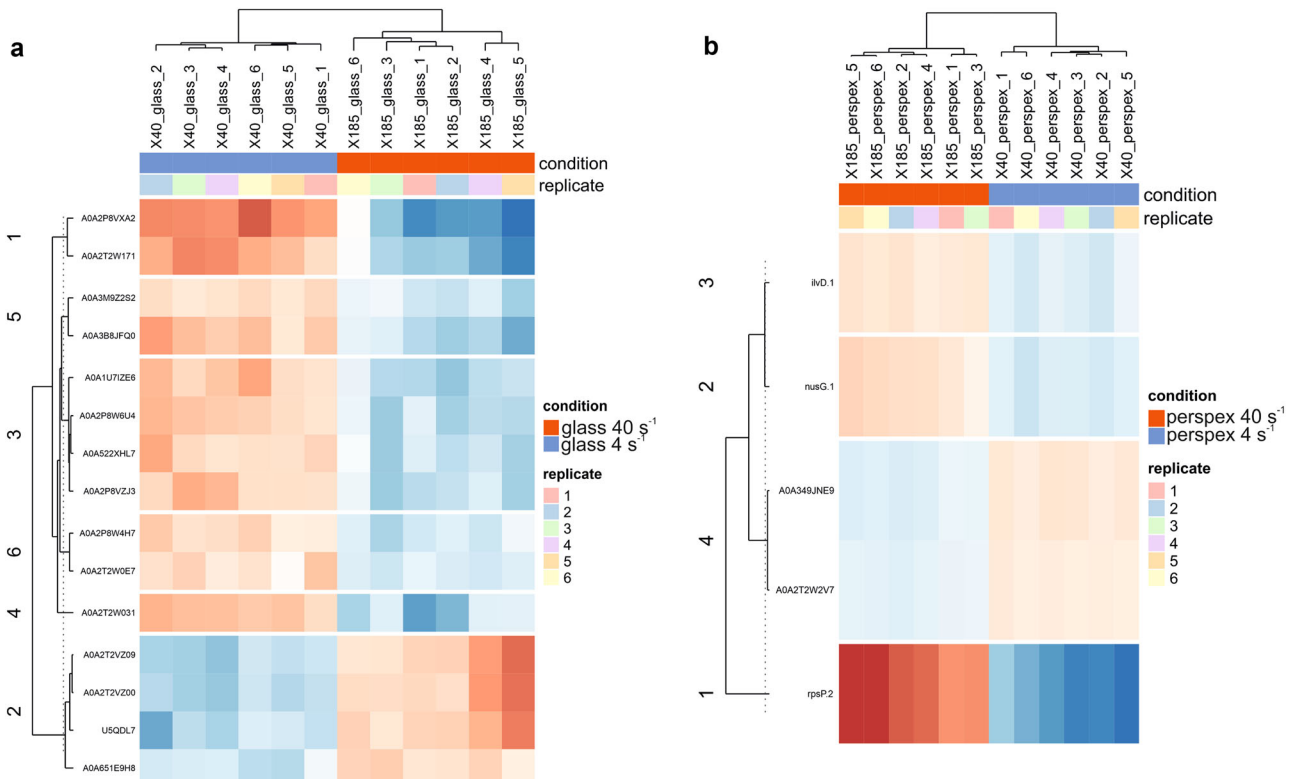 a
X40_glass_2
X40_glass_3
X40_glass_4
X40_glass_6
X40_glass_5
X40_glass_1
X185_glass_6
X185_glass_3
X185_glass_1
X185_glass_2
X185_glass_4
X185_glass_5
condition
replicate
1
A0A2P8VXA2
A0A2T2W171
5
A0A3M9Z2S2
A0A3B8JFQ0
3
A0A1U7IZE6
A0A2P8W6U4
A0A522XHL7
A0A2P8VZJ3
6
A0A2P8W4H7
A0A2T2W0E7
4
A0A2T2W031
2
A0A2T2VZ09
A0A2T2VZ00
U5QDL7
A0A651E9H8
condition
glass 40 s⁻¹
glass 4 s⁻¹
replicate
1
2
3
4
5
6
b
X185_perspex_5
X185_perspex_6
X185_perspex_2
X185_perspex_4
X185_perspex_1
X185_perspex_3
X40_perspex_1
X40_perspex_6
X40_perspex_4
X40_perspex_3
X40_perspex_2
X40_perspex_5
condition
replicate
3
ilvD.1
2
nusG.1
4
A0A349JNE9
A0A2T2W2V7
1
rpsP.2
condition
perspex 40 s⁻¹
perspex 4 s⁻¹
replicate
1
2
3
4
5
6